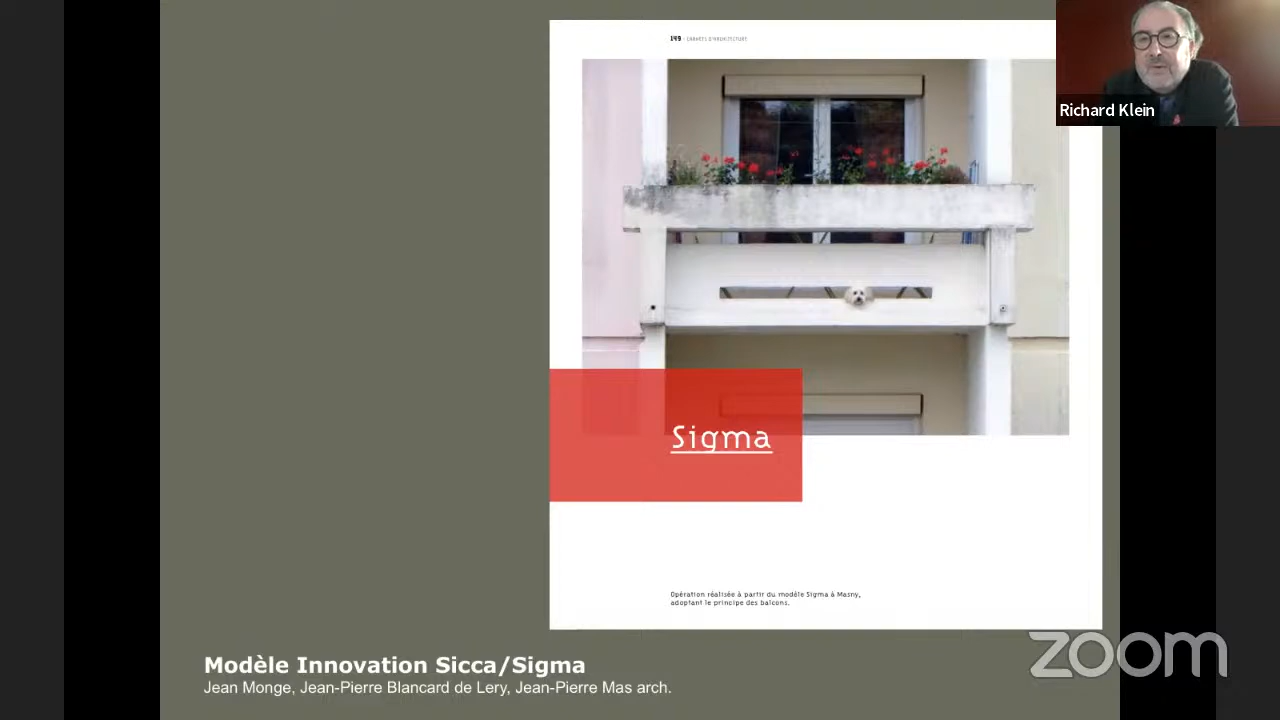 149 / CARNETS D'ARCHITECTURE
Richard Klein
Sigma
Opération réalisée à partir du modèle Sigma à Masny,
adoptant le principe des balcons.
Modèle Innovation Sicca/Sigma
Jean Monge, Jean-Pierre Blancard de Lery, Jean-Pierre Mas arch.
zoom